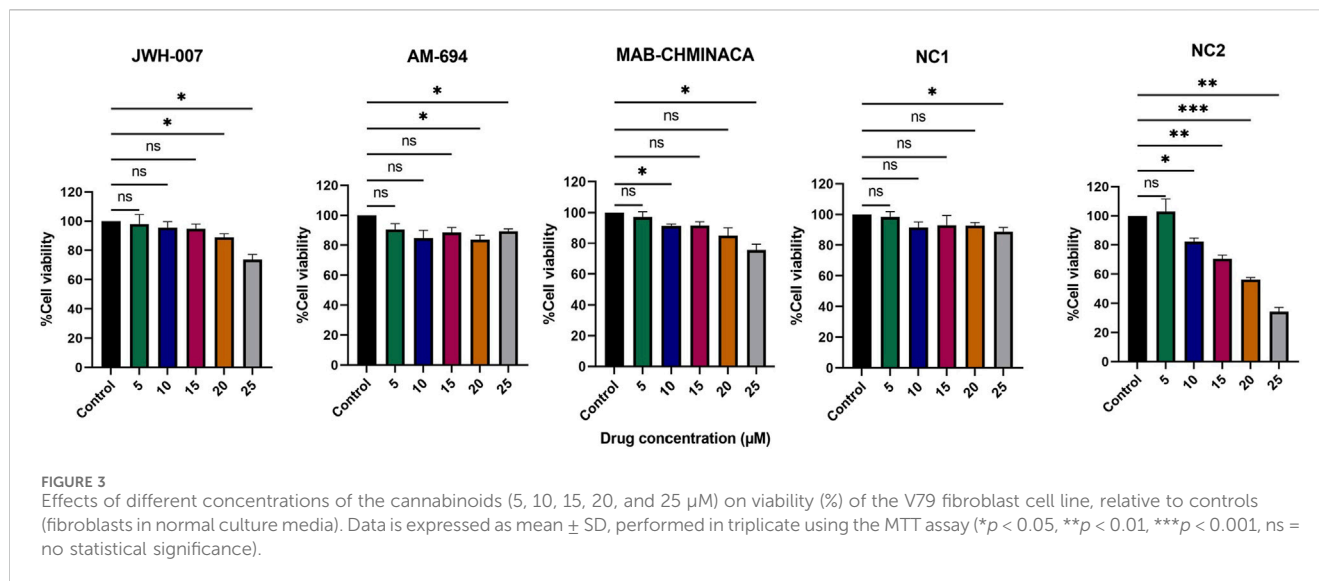 JWH-007
*
*
ns
ns
ns
%Cell viability
120
100
80
60
40
20
0
Control
5
10
15
20
25
AM-694
*
*
ns
ns
ns
%Cell viability
120
100
80
60
40
20
0
Control
5
10
15
20
25
MAB-CHMINACA
*
ns
ns
*
ns
%Cell viability
120
100
80
60
40
20
0
Control
5
10
15
20
25
NC1
*
ns
ns
ns
ns
%Cell viability
120
100
80
60
40
20
0
Control
5
10
15
20
25
NC2
**
***
**
*
ns
%Cell viability
120
100
80
60
40
20
0
Control
5
10
15
20
25
Drug concentration (µM)
FIGURE 3
Effects of different concentrations of the cannabinoids (5, 10, 15, 20, and 25 µM) on viability (%) of the V79 fibroblast cell line, relative to controls
(fibroblasts in normal culture media). Data is expressed as mean ± SD, performed in triplicate using the MTT assay (*p < 0.05, **p < 0.01, ***p < 0.001, ns =
no statistical significance).